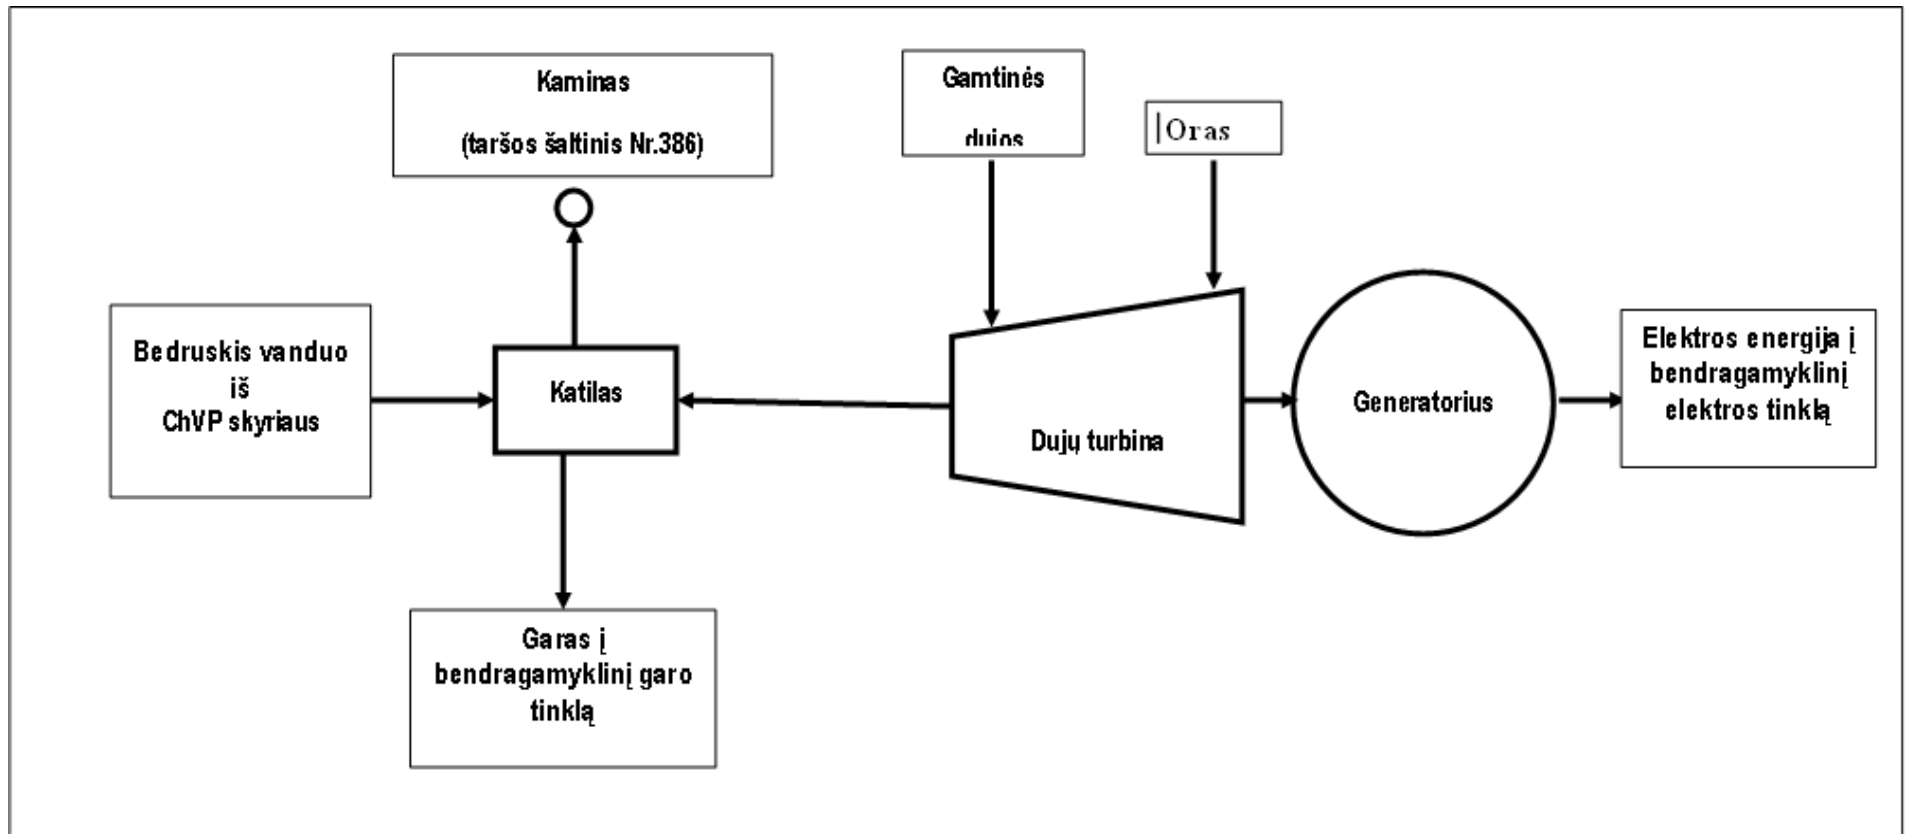 Kaminas
(taršos šaltinis Nr.386)
Gamtinės
dujos
Oras
Bedruskis vanduo
iš
ChVP skyriaus
Katilas
Dujų turbina
Generatorius
Elektros energija į
bendragamyklinį
elektros tinklą
Garas į
bendragamyklinį garo
tinklą